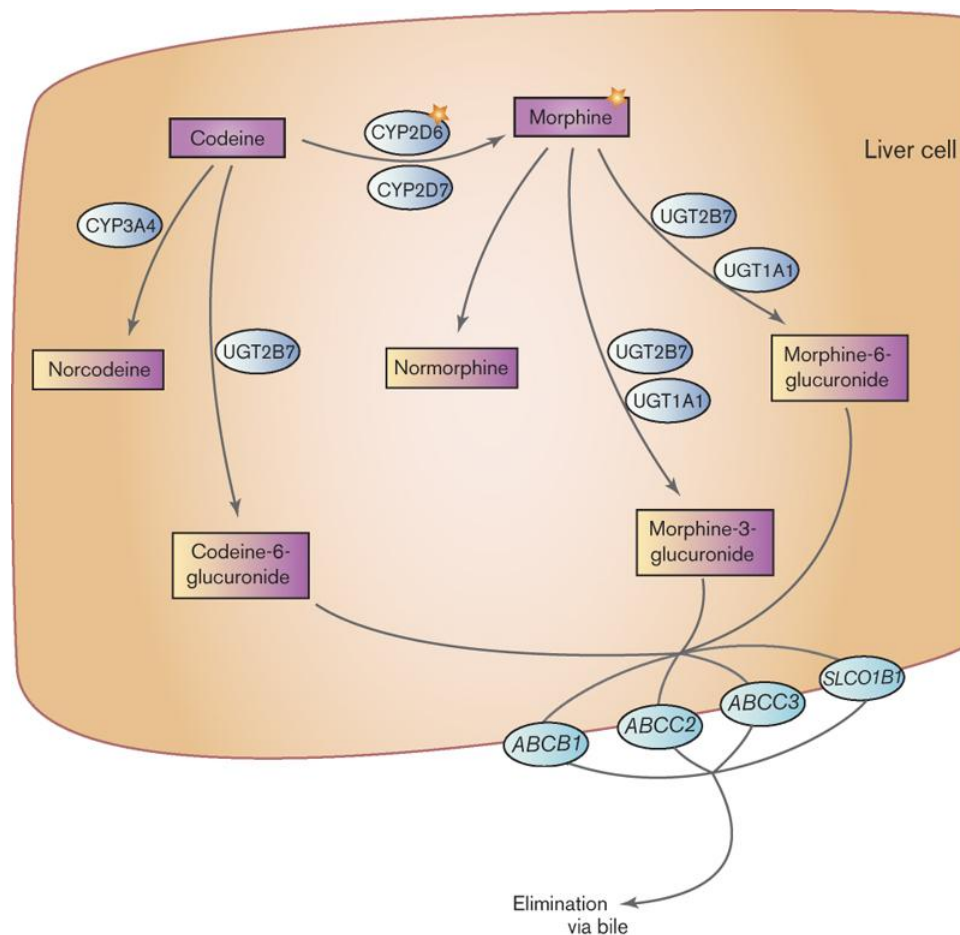 Codeine
CYP2D6
Morphine
Liver cell
CYP2D7
CYP3A4
UGT2B7
UGT1A1
Norcodeine
UGT2B7
Normorphine
UGT2B7
UGT1A1
Morphine-6-
glucuronide
Codeine-6-
glucuronide
Morphine-3-
glucuronide
ABCB1
ABCC2
ABCC3
SLCO1B1
Elimination
via bile